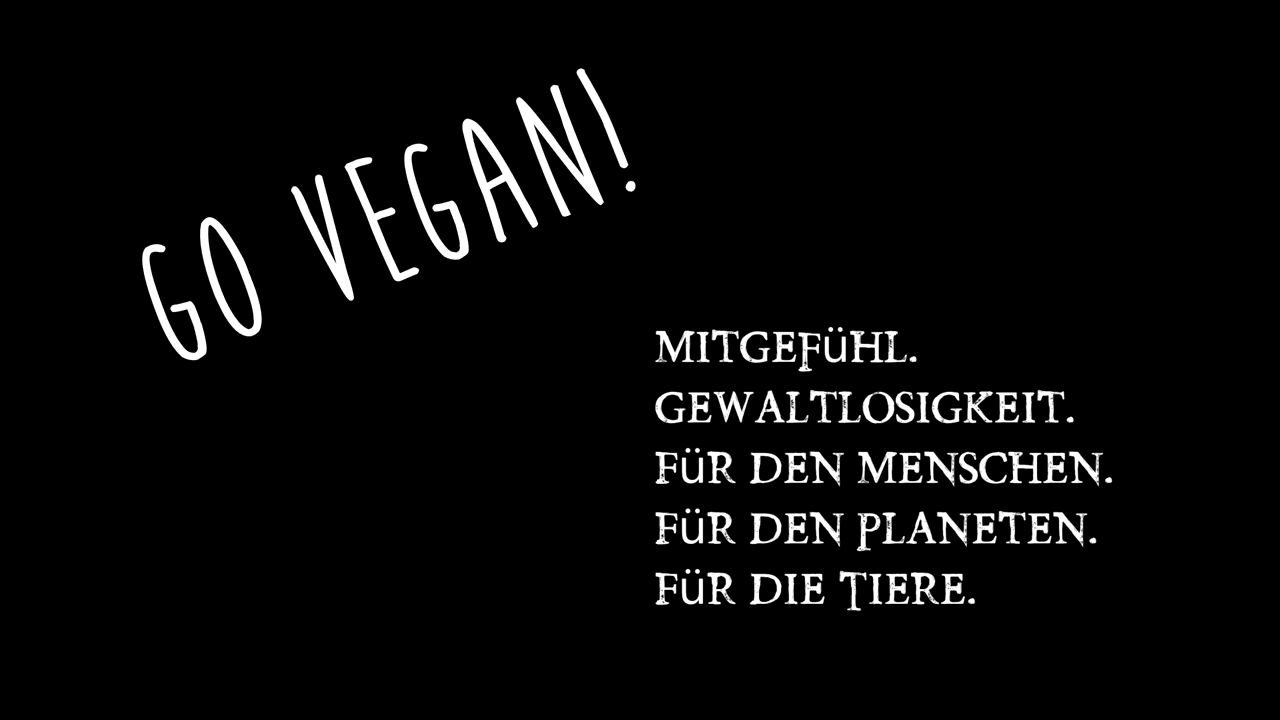 GO VEGAN!
MITGEFÜHL.
GEWALTLOSIGKEIT.
FÜR DEN MENSCHEN.
FÜR DEN PLANETEN.
FÜR DIE TIERE.